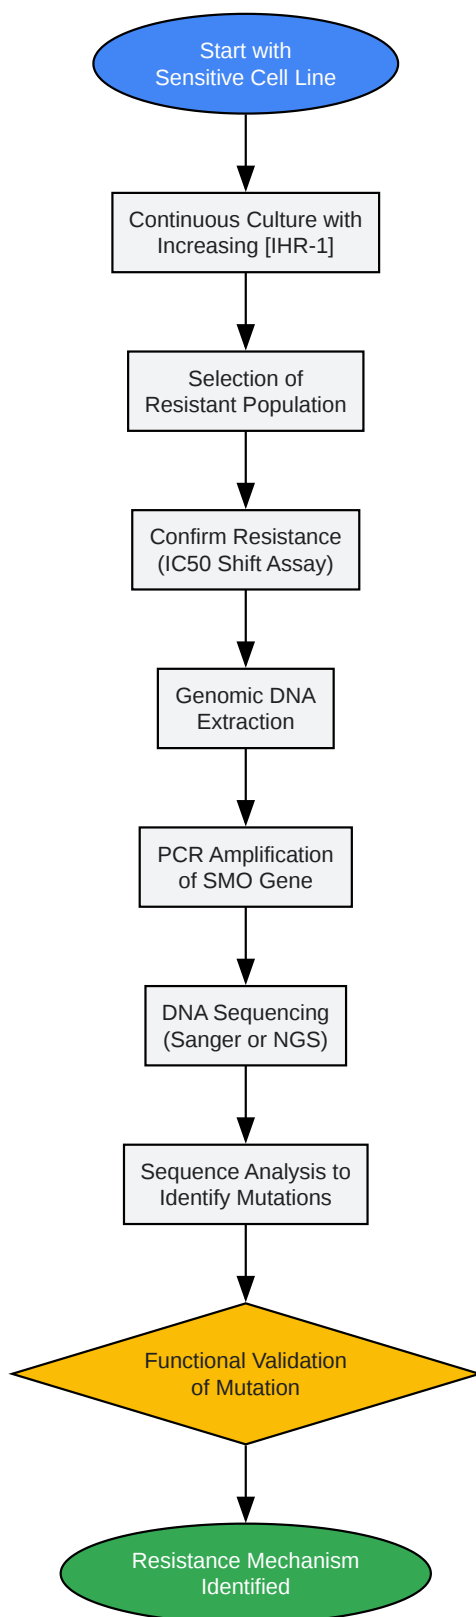 Start with
Sensitive Cell Line
Continuous Culture with
Increasing [IHR-1]
Selection of
Resistant Population
Confirm Resistance
(IC50 Shift Assay)
Genomic DNA
Extraction
PCR Amplification
of SMO Gene
DNA Sequencing
(Sanger or NGS)
Sequence Analysis to
Identify Mutations
Functional Validation
of Mutation
Resistance Mechanism
Identified